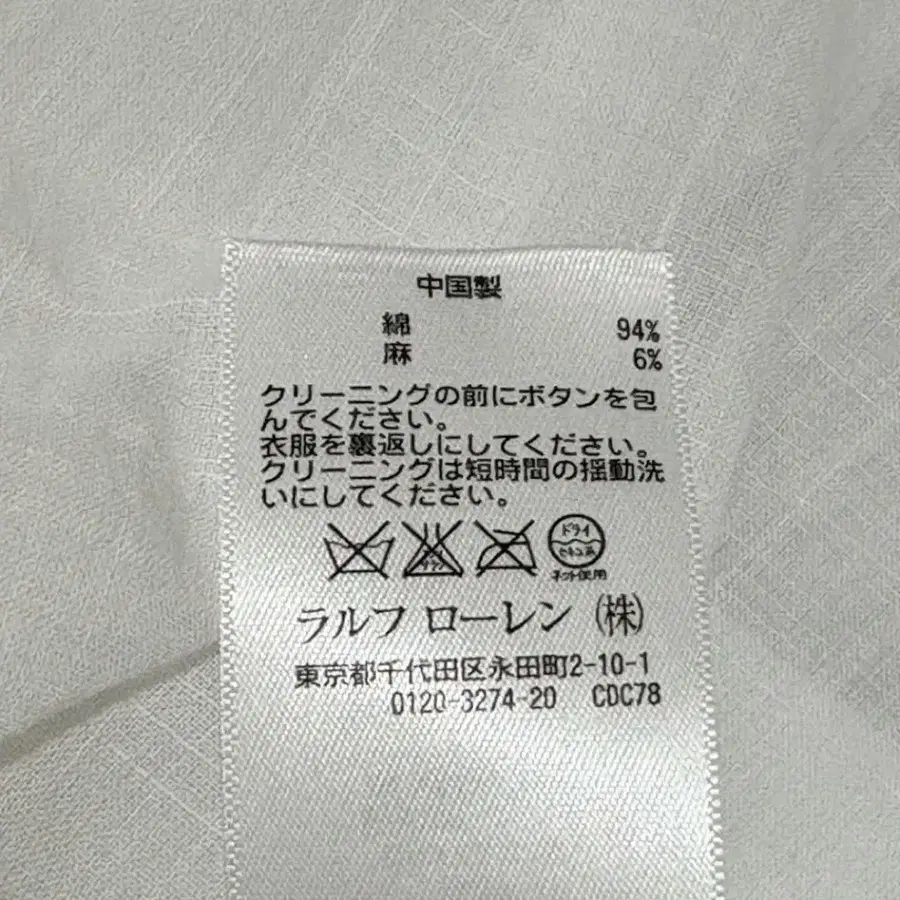 中国製
綿 94%
麻 6%
クリーニングの前にボタンを包
んでください。
衣服を裏返しにしてください。
クリーニングは短時間の揺動洗
いにしてください。
ドライ
セキユ系
ネット使用
ラルフ ローレン (株)
東京都千代田区永田町2-10-1
0120-3274-20 CDC78